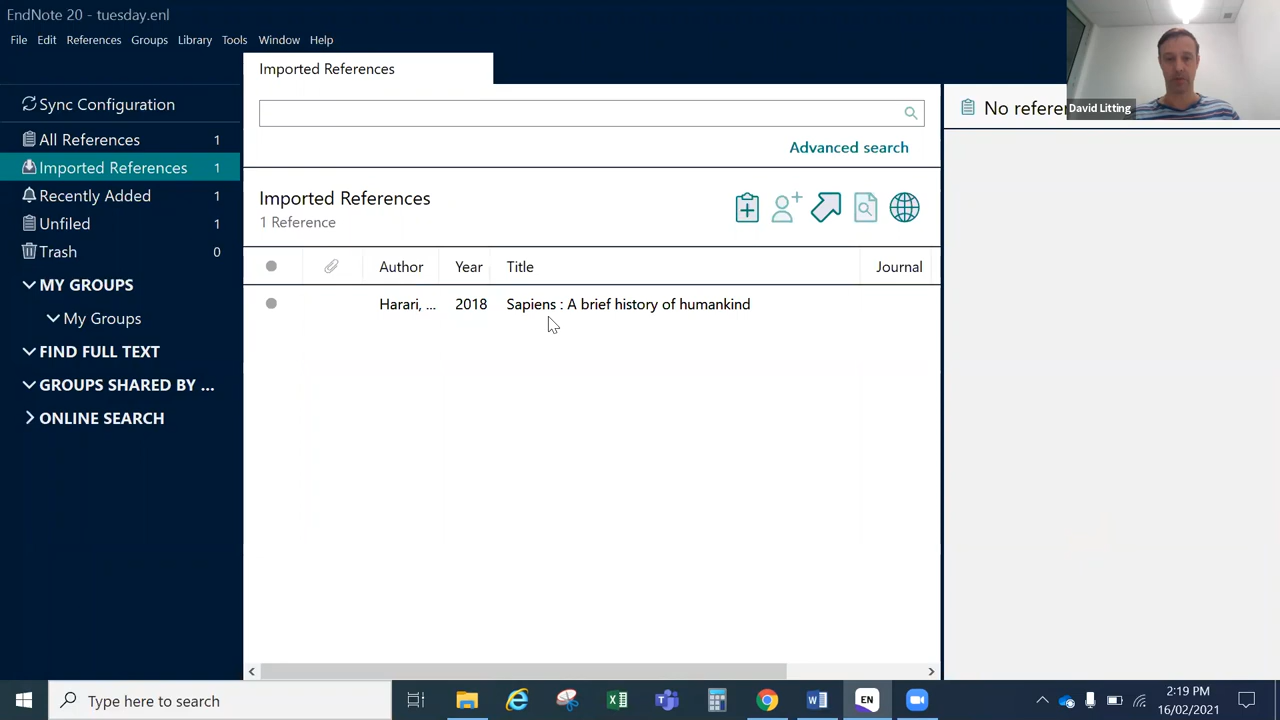 EndNote 20 - tuesday.enl
File Edit References Groups Library Tools Window Help
Imported References
Sync Configuration
All References 1
Imported References 1
Recently Added 1
Unfiled 1
Trash 0
MY GROUPS
My Groups
FIND FULL TEXT
GROUPS SHARED BY ...
ONLINE SEARCH
Advanced search
Imported References
1 Reference
Author Year Title Journal
Harari, ... 2018 Sapiens : A brief history of humankind
No refere
David Litting
Type here to search
EN
2:19 PM
16/02/2021